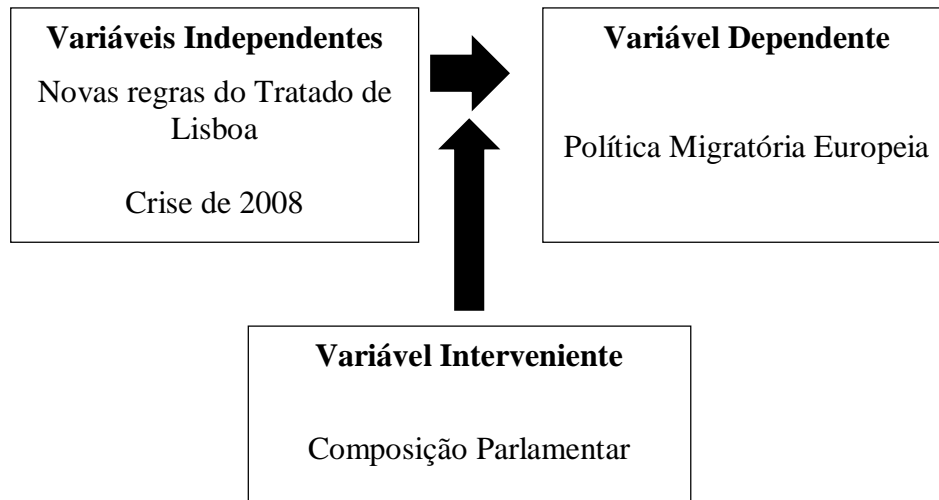 Variáveis Independentes
Novas regras do Tratado de
Lisboa
Crise de 2008
Variável Dependente
Política Migratória Europeia
Variável Interveniente
Composição Parlamentar